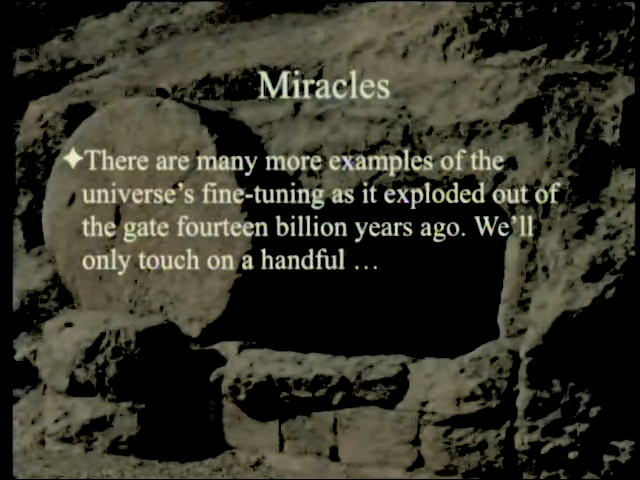 Miracles
There are many more examples of the
universe's fine-tuning as it exploded out of
the gate fourteen billion years ago. We'll
only touch on a handful …